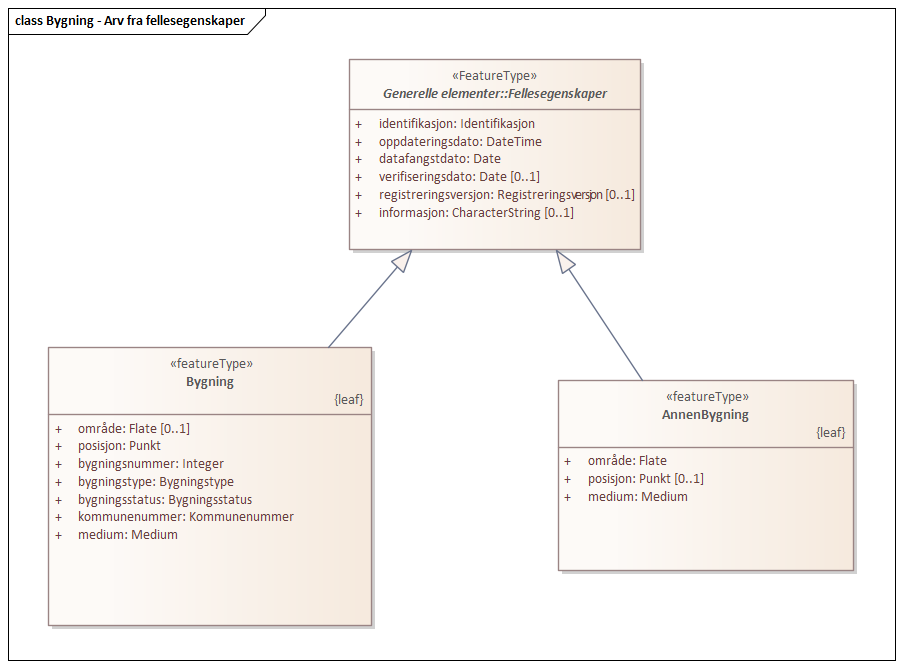 class Bygning - Arv fra fellesegenskaper
«FeatureType»
Generelle elementer::Fellesegenskaper
+ identifikasjon: Identifikasjon
+ oppdateringsdato: DateTime
+ datafangstdato: Date
+ verifiseringsdato: Date [0..1]
+ registreringsversjon: Registreringsversjon [0..1]
+ informasjon: CharacterString [0..1]
«featureType»
Bygning
{leaf}
+ område: Flate [0..1]
+ posisjon: Punkt
+ bygningsnummer: Integer
+ bygningstype: Bygningstype
+ bygningsstatus: Bygningsstatus
+ kommunenummer: Kommunenummer
+ medium: Medium
«featureType»
AnnenBygning
{leaf}
+ område: Flate
+ posisjon: Punkt [0..1]
+ medium: Medium